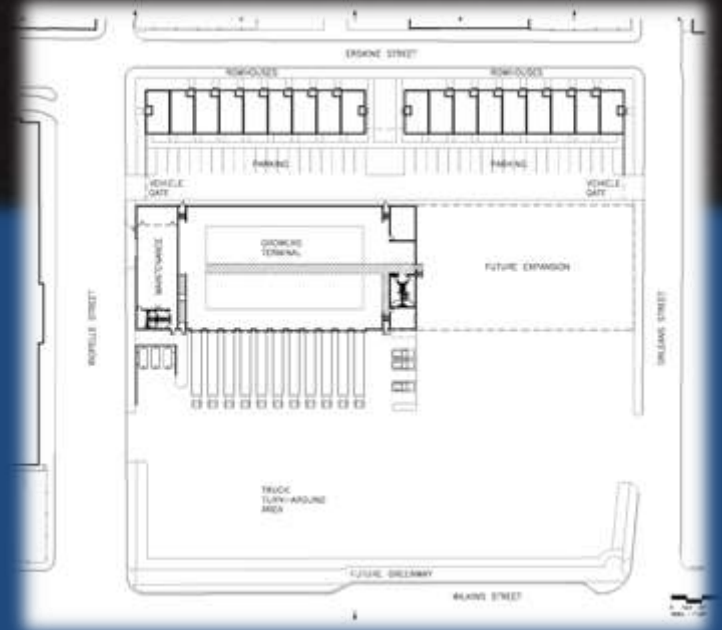 ERSKINE STREET
ROWHOUSES
ROWHOUSES
PARKING
PARKING
VEHICLE
GATE
VEHICLE
GATE
GROWERS
TERMINAL
FUTURE EXPANSION
ORLEANS STREET
TRUCK
TURN-AROUND
AREA
FUTURE GREENWAY
WILKINS STREET